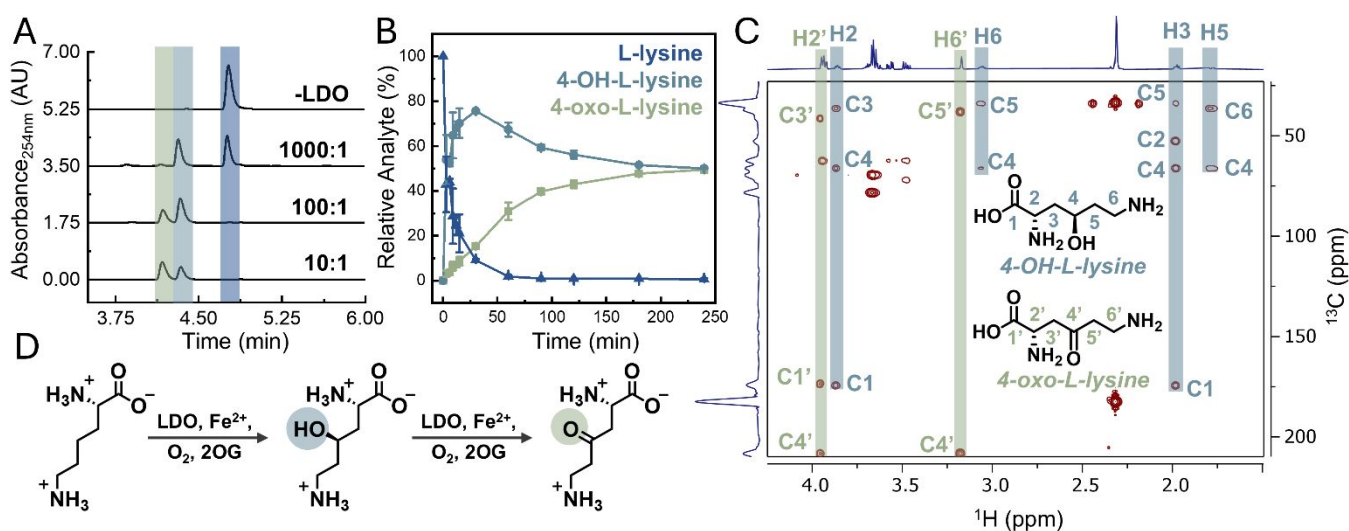 A
Absorbance254nm (AU)
7.00
5.25
3.50
1.75
0.00
-LDO
1000:1
100:1
10:1
3.75 4.50 5.25 6.00
Time (min)
B
Relative Analyte (%)
100
80
60
40
20
0
L-lysine
4-OH-L-lysine
4-oxo-L-lysine
0 50 100 150 200 250
Time (min)
C
H2' H2 H6' H6 H3 H5
C3' C3 C5' C5 C5 C6
C2
C4 C4 C4 C4
C1' C1 C1
C4' C4'
O
HO 1 2 3 4 5 6 NH₂
NH₂ OH
4-OH-L-lysine
O
HO 1' 2' 3' 4' 5' 6' NH₂
NH₂ O
4-oxo-L-lysine
50
100
150
200
¹³C (ppm)
4.0 3.5 3.0 2.5 2.0
¹H (ppm)
D
H₃N⁺ O O⁻
NH₃⁺
LDO, Fe²⁺,
O₂, 2OG
H₃N⁺ O O⁻
HO
NH₃⁺
LDO, Fe²⁺,
O₂, 2OG
H₃N⁺ O O⁻
O
NH₃⁺